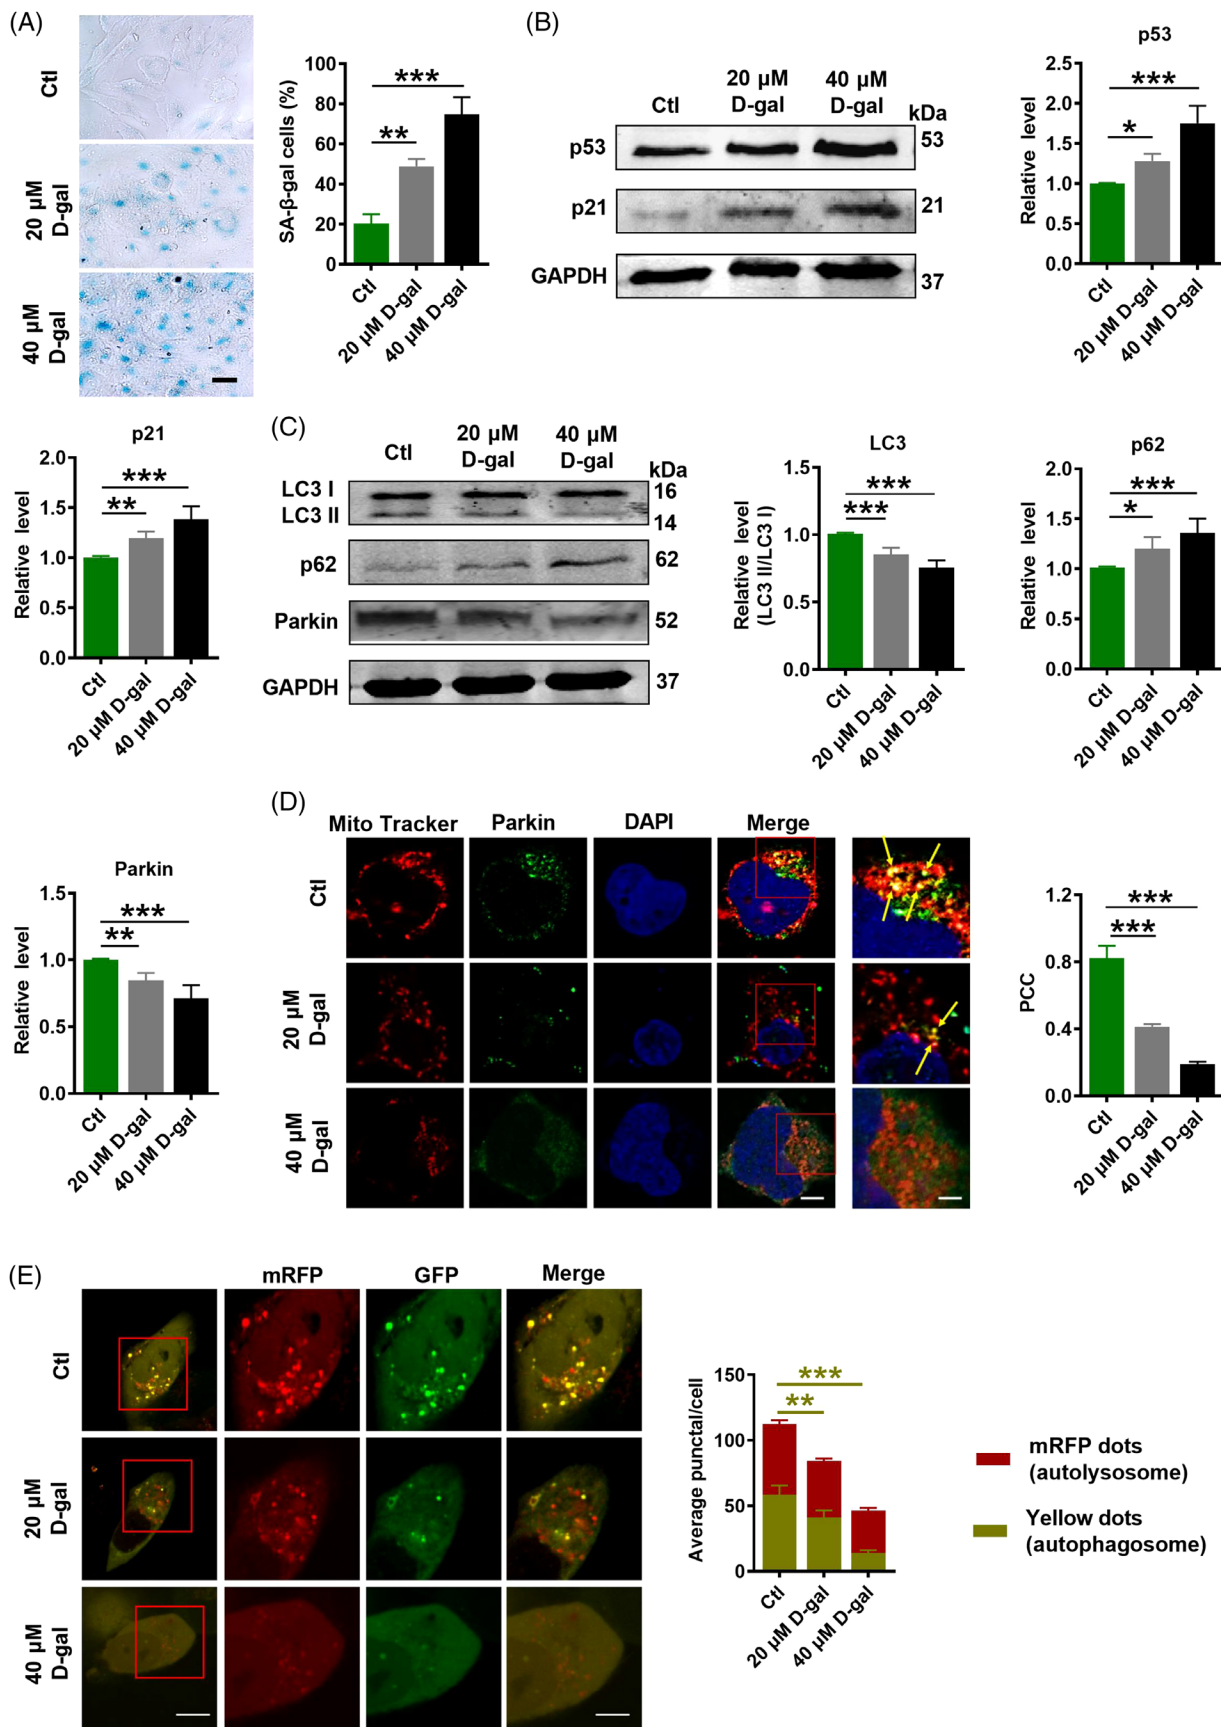 (A)
Ctl
20 µM
D-gal
40 µM
D-gal
SA-β-gal cells (%)
100
80
60
40
20
0
***
**
Ctl
20 µM D-gal
40 µM D-gal
(B)
Ctl
20 µM
D-gal
40 µM
D-gal
kDa
p53
53
p21
21
GAPDH
37
p53
Relative level
2.5
2.0
1.5
1.0
0.5
0.0
***
*
Ctl
20 µM D-gal
40 µM D-gal
p21
Relative level
2.0
1.5
1.0
0.5
0.0
***
**
Ctl
20 µM D-gal
40 µM D-gal
(C)
Ctl
20 µM
D-gal
40 µM
D-gal
kDa
LC3 I
16
LC3 II
14
p62
62
Parkin
52
GAPDH
37
LC3
Relative level
(LC3 II/LC3 I)
1.5
1.0
0.5
0.0
***
***
Ctl
20 µM D-gal
40 µM D-gal
p62
Relative level
2.0
1.5
1.0
0.5
0.0
***
*
Ctl
20 µM D-gal
40 µM D-gal
Parkin
Relative level
1.5
1.0
0.5
0.0
***
**
Ctl
20 µM D-gal
40 µM D-gal
(D)
Mito Tracker
Parkin
DAPI
Merge
Ctl
20 µM
D-gal
40 µM
D-gal
PCC
1.2
0.8
0.4
0.0
***
***
Ctl
20 µM D-gal
40 µM D-gal
(E)
mRFP
GFP
Merge
Ctl
20 µM
D-gal
40 µM
D-gal
Average punctal/cell
150
100
50
0
***
**
Ctl
20 µM D-gal
40 µM D-gal
mRFP dots
(autolysosome)
Yellow dots
(autophagosome)